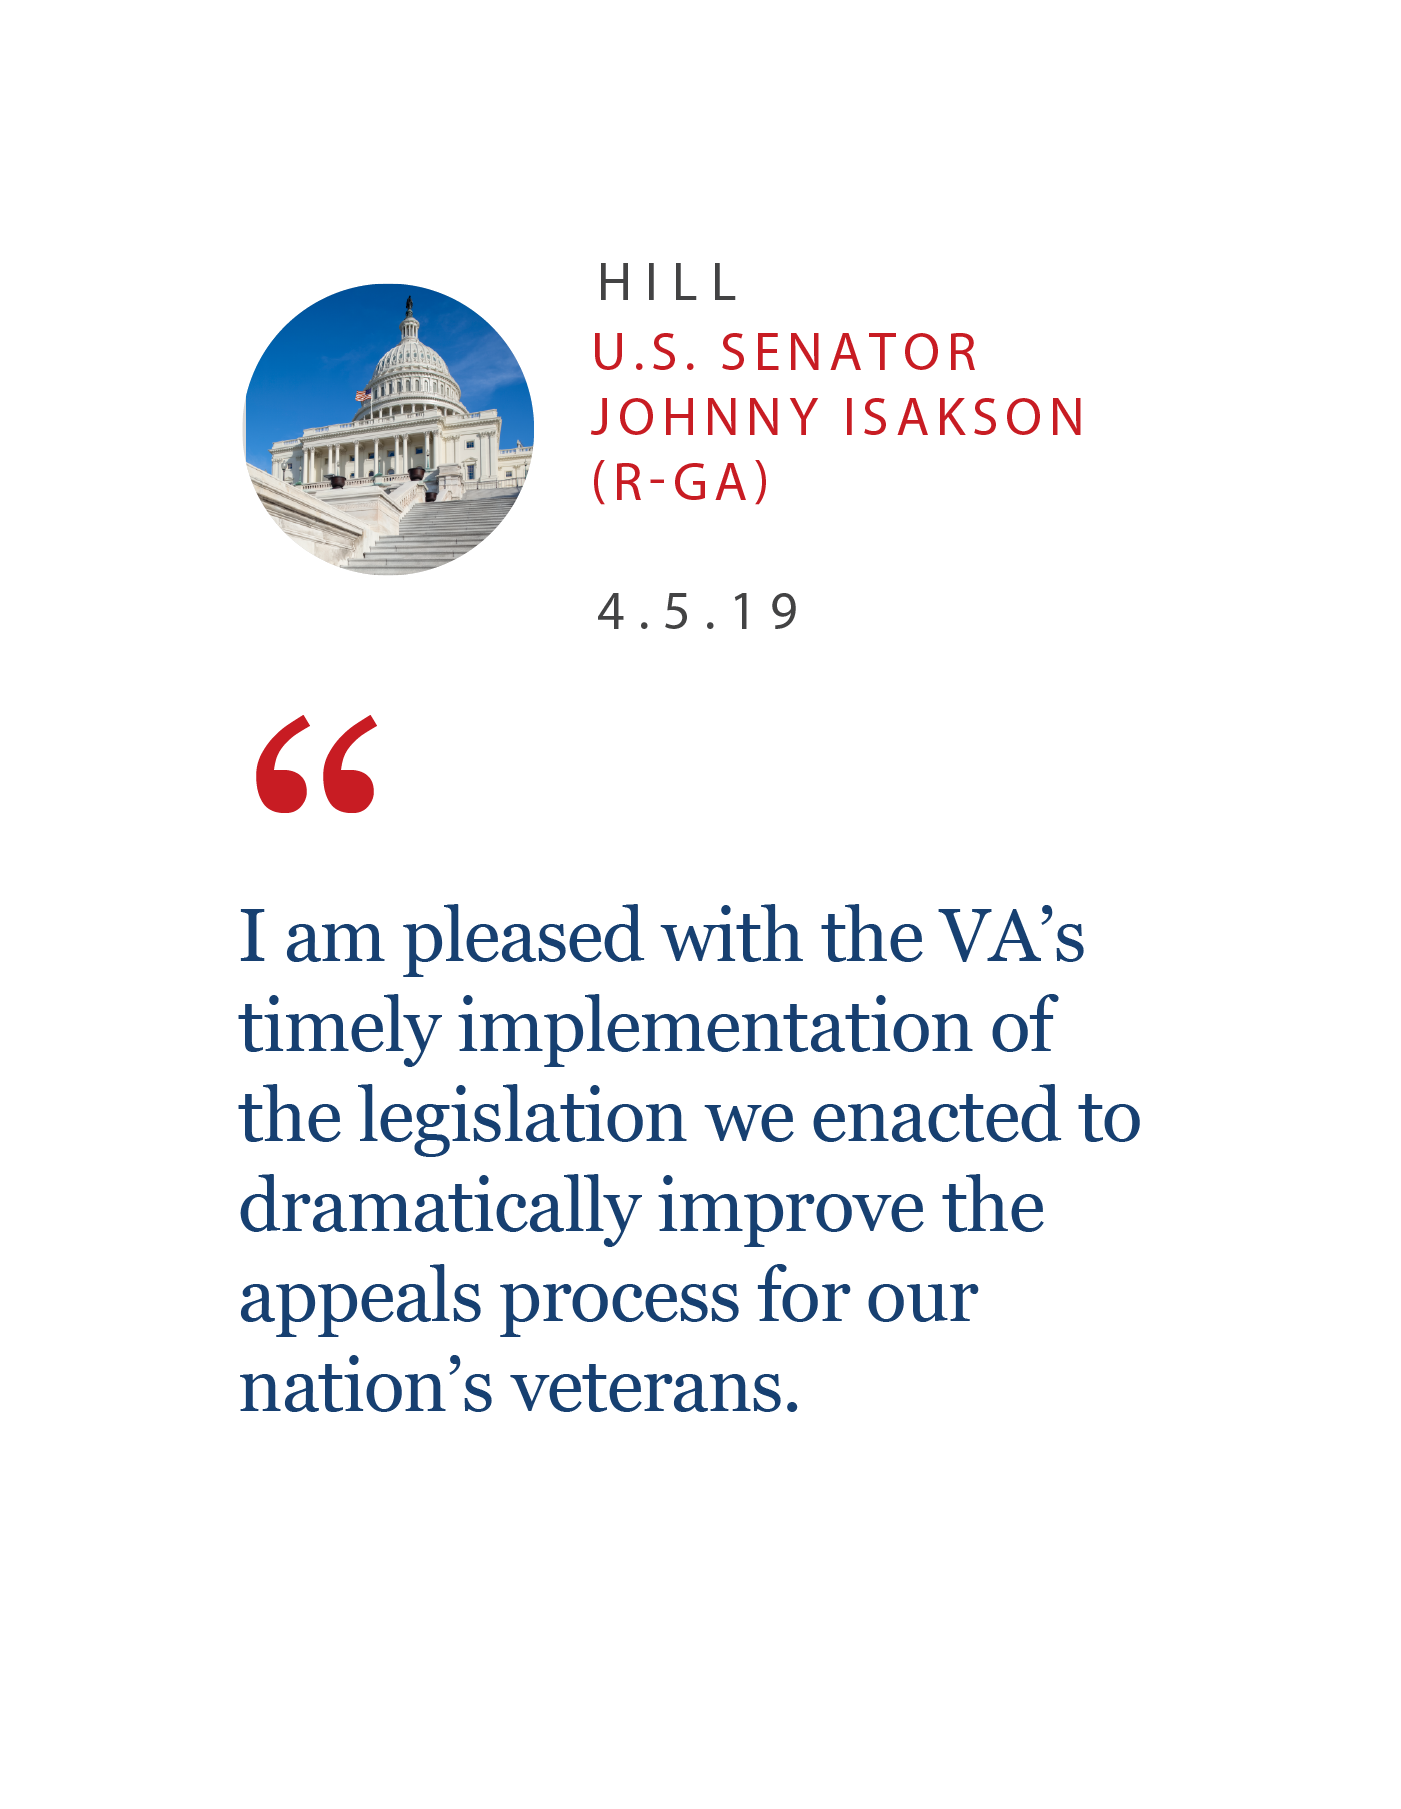 HILL
U.S. SENATOR
JOHNNY ISAKSON
(R-GA)
4.5.19
“
I am pleased with the VA’s
timely implementation of
the legislation we enacted to
dramatically improve the
appeals process for our
nation’s veterans.